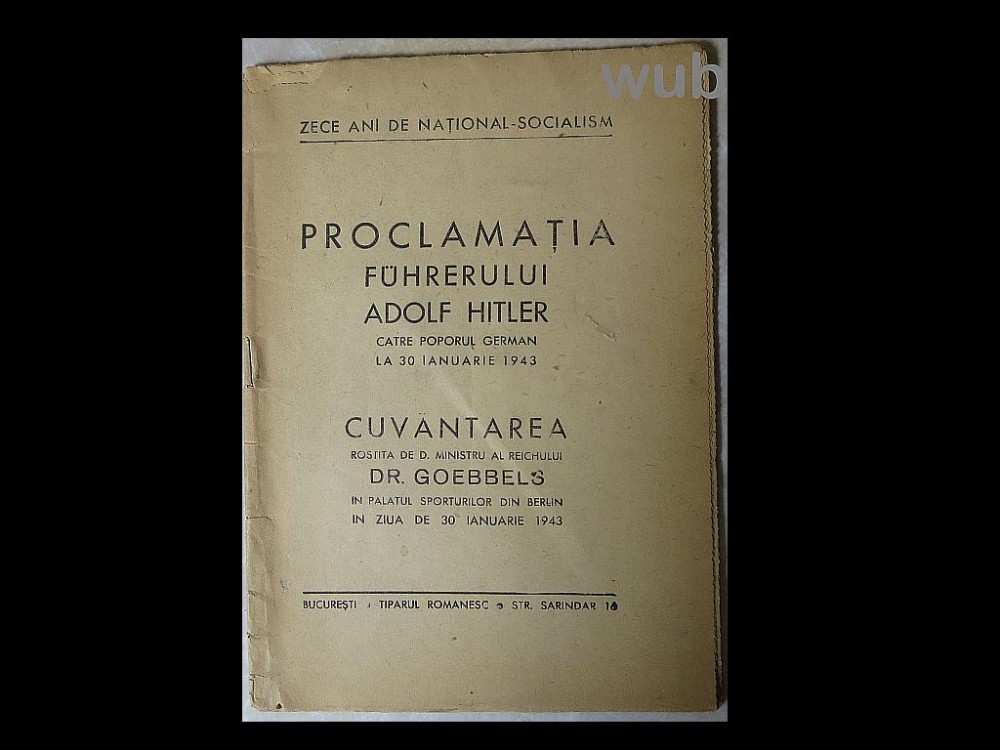 wub
ZECE ANI DE NAȚIONAL-SOCIALISM
PROCLAMAȚIA
FÜHRERULUI
ADOLF HITLER
CATRE POPORUL GERMAN
LA 30 IANUARIE 1943
CUVÂNTAREA
ROSTITA DE D. MINISTRU AL REICHULUI
DR. GOEBBELS
IN PALATUL SPORTURILOR DIN BERLIN
IN ZIUA DE 30 IANUARIE 1943
BUCUREȘTI • TIPARUL ROMANESC • STR. SARINDAR